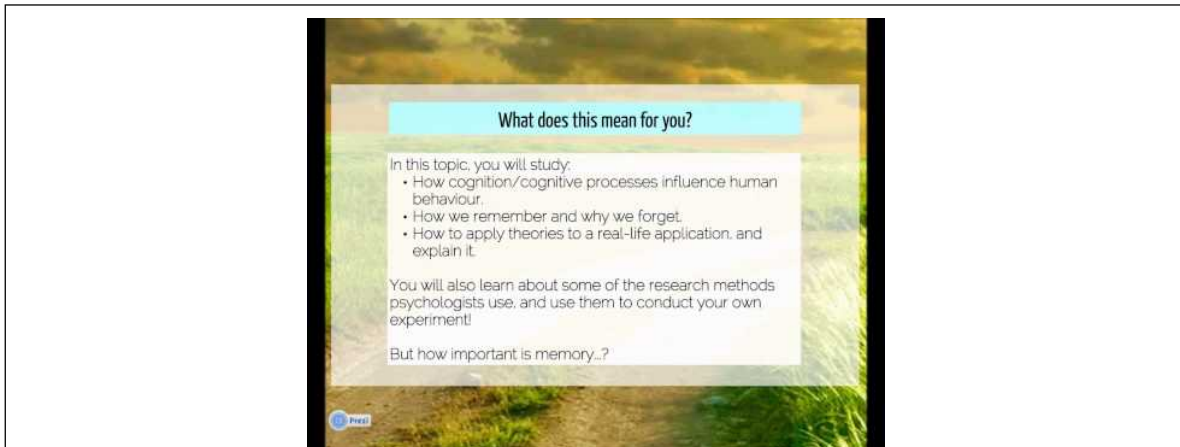 What does this mean for you?
In this topic, you will study:
• How cognition/cognitive processes influence human
behaviour.
• How we remember and why we forget.
• How to apply theories to a real-life application, and
explain it.
You will also learn about some of the research methods
psychologists use, and use them to conduct your own
experiment!
But how important is memory...?
Prezi